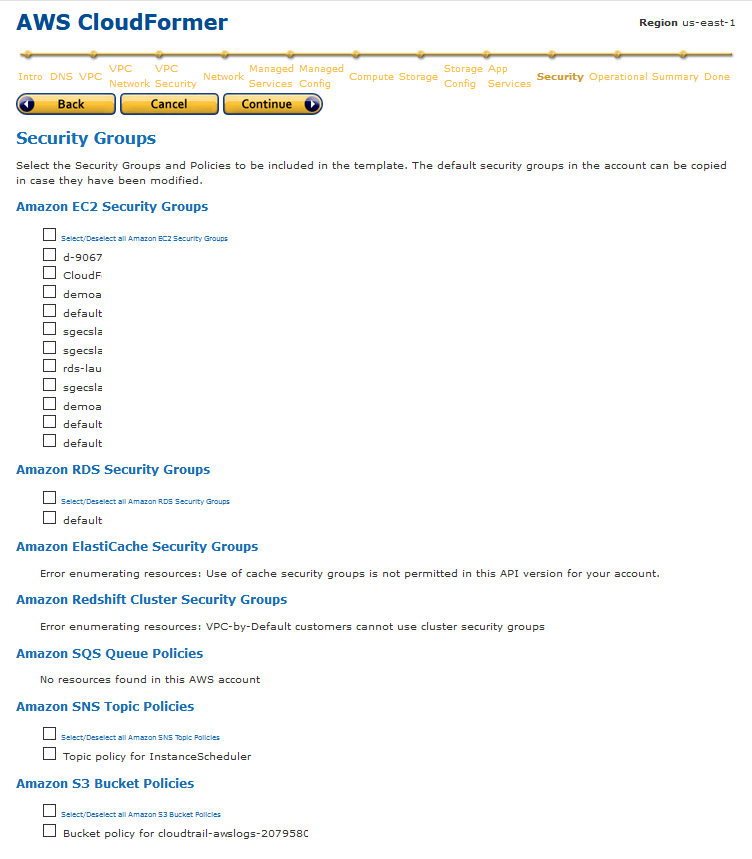 AWS CloudFormer
Region us-east-1
Intro DNS VPC VPC Network VPC Security Network Managed Services Managed Config Compute Storage Storage Config App Services Security Operational Summary Done
Back Cancel Continue
Security Groups
Select the Security Groups and Policies to be included in the template. The default security groups in the account can be copied
in case they have been modified.
Amazon EC2 Security Groups
Select/Deselect all Amazon EC2 Security Groups
d-9067
CloudF
demoa
default
sgecsla
sgecsla
rds-lau
sgecsla
demoa
default
default
Amazon RDS Security Groups
Select/Deselect all Amazon RDS Security Groups
default
Amazon ElastiCache Security Groups
Error enumerating resources: Use of cache security groups is not permitted in this API version for your account.
Amazon Redshift Cluster Security Groups
Error enumerating resources: VPC-by-Default customers cannot use cluster security groups
Amazon SQS Queue Policies
No resources found in this AWS account
Amazon SNS Topic Policies
Select/Deselect all Amazon SNS Topic Policies
Topic policy for InstanceScheduler
Amazon S3 Bucket Policies
Select/Deselect all Amazon S3 Bucket Policies
Bucket policy for cloudtrail-awslogs-2079580